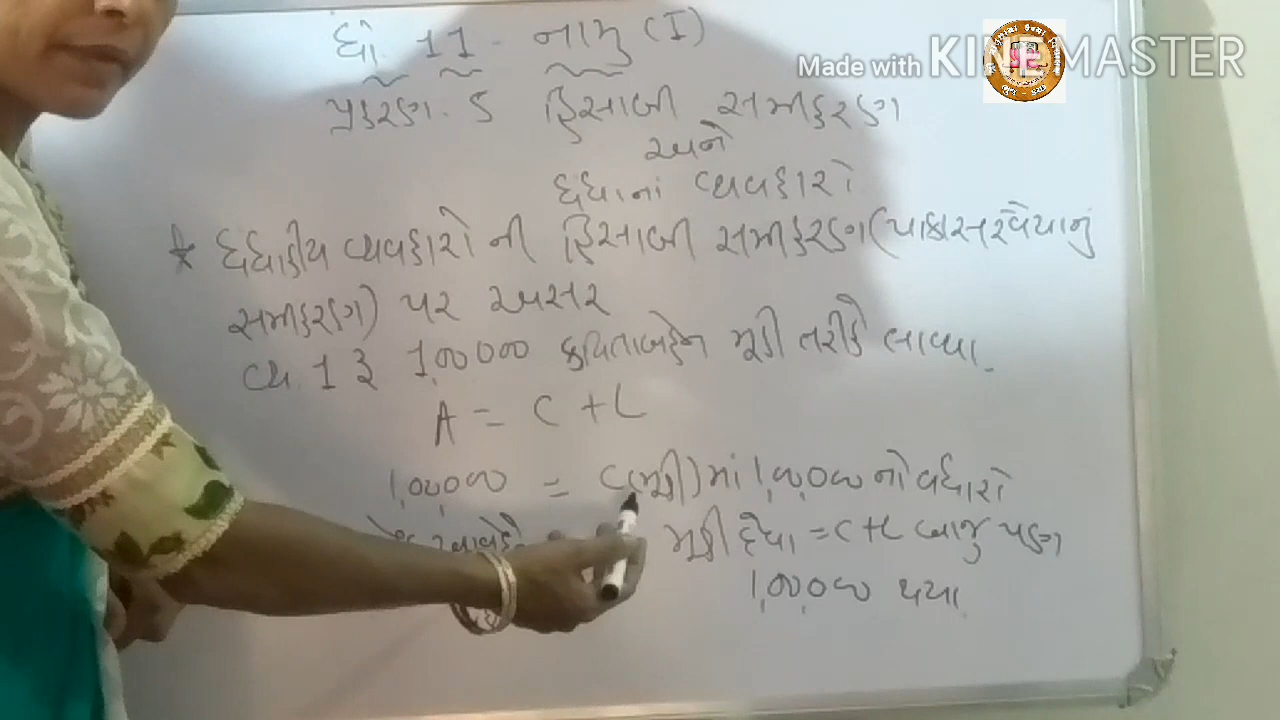 Made with KINEMASTER
ધો. 11 - નામુ (I)
પ્રકરણ. 5 હિસાબી સમીકરણ
અને
ધંધાનાં વ્યવહારો
* ધંધાકીય વ્યવહારો ની હિસાબી સમીકરણ (પાકા સરવૈયાનું
સમીકરણ) પર અસર
વ્ય 1 રૂ 1,00,000 કવિતાબહેન મૂડી તરીકે લાવ્યા.
A = C + L
1,00,000 = C (મૂડી) માં 1,00,000 નો વધારો
મૂડી દેવા = C+L બાજુ પણ
1,00,000 થયા